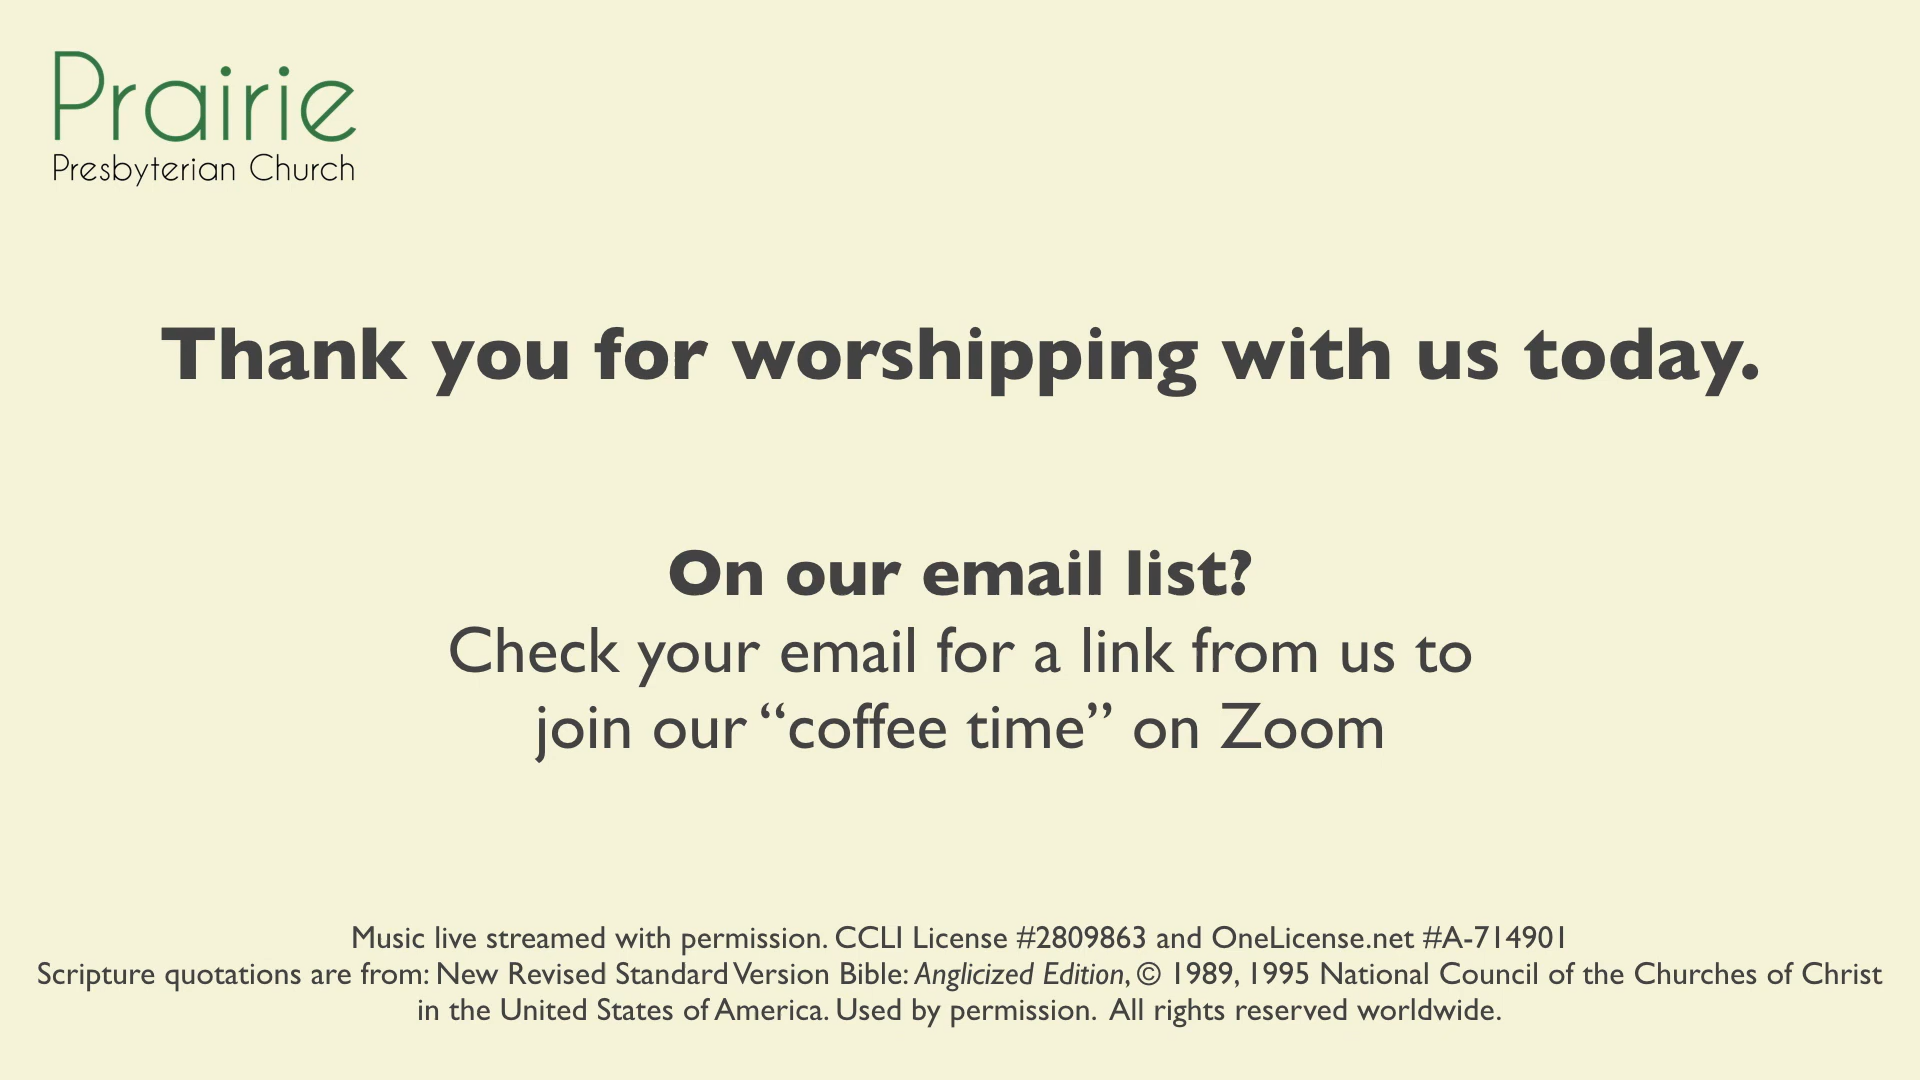 Prairie
Presbyterian Church
Thank you for worshipping with us today.
On our email list?
Check your email for a link from us to
join our “coffee time” on Zoom
Music live streamed with permission. CCLI License #2809863 and OneLicense.net #A-714901
Scripture quotations are from: New Revised Standard Version Bible: Anglicized Edition, © 1989, 1995 National Council of the Churches of Christ
in the United States of America. Used by permission. All rights reserved worldwide.